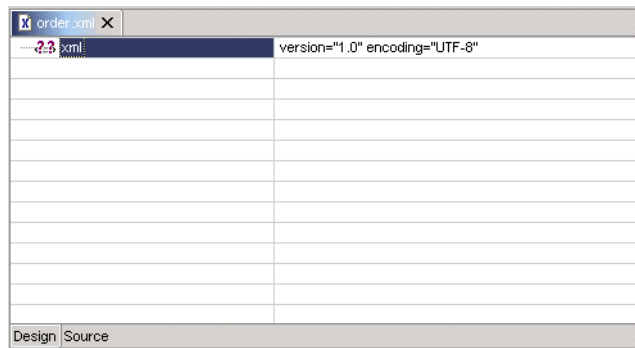 order.xml
?=? xml version="1.0" encoding="UTF-8"
Design Source